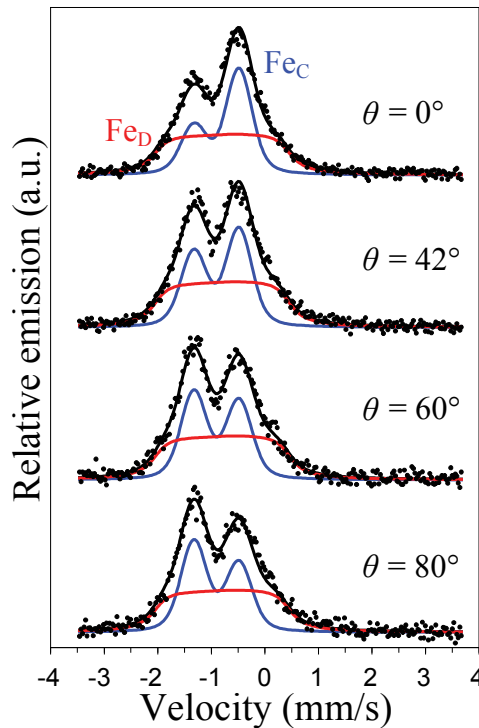 Fe_C
Fe_D
θ = 0°
θ = 42°
θ = 60°
θ = 80°
Relative emission (a.u.)
-4 -3 -2 -1 0 1 2 3 4
Velocity (mm/s)